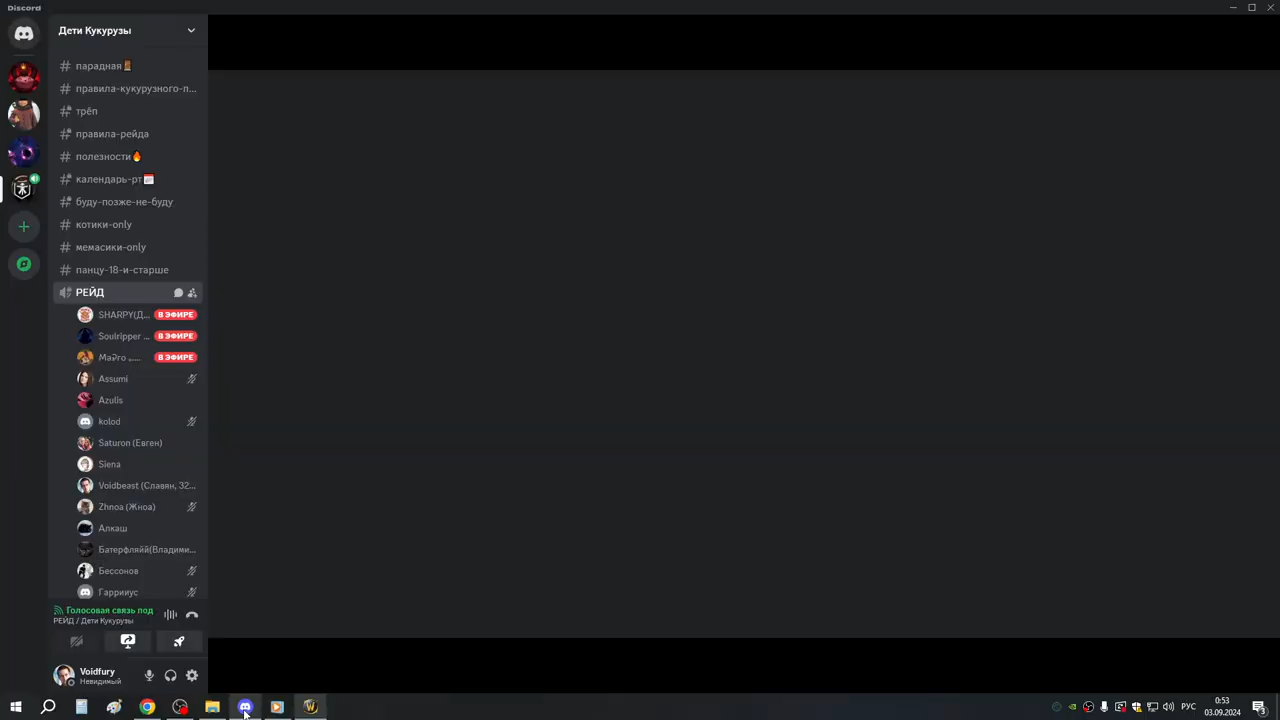 Discord
Дети Кукурузы
парадная
правила-кукурузного-п...
трёп
правила-рейда
полезности
календарь-рт
буду-позже-не-буду
котики-only
мемасики-only
панцу-18-и-старше
РЕЙД
SHARPY(Д... В ЭФИРЕ
Soulripper ... В ЭФИРЕ
В ЭФИРЕ
Assumi
Azulis
kolod
Saturon (Евген)
Siena
Voidbeast (Славян, 32...
Zhnoa (Жноа)
Алкаш
Батерфляйй(Владими...
Бессонов
Гарриус
Голосовая связь под
РЕЙД / Дети Кукурузы
Voidfury
Невидимый
РУС
0:53
03.09.2024
3